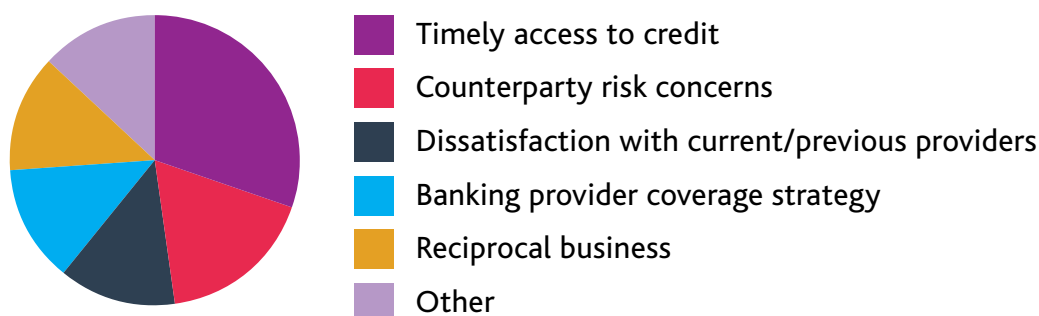 Timely access to credit
Counterparty risk concerns
Dissatisfaction with current/previous providers
Banking provider coverage strategy
Reciprocal business
Other